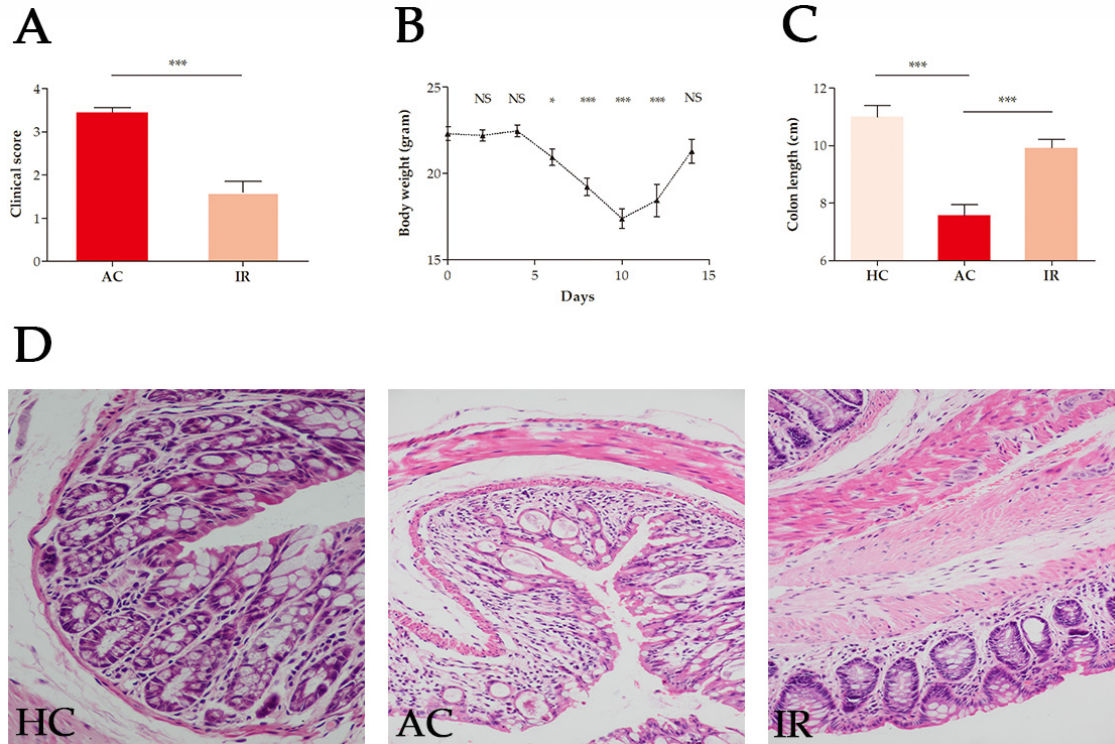 A
B
C
***
4
3
2
1
0
Clinical score
AC
IR
25
20
15
Body weight (gram)
NS
NS
*
***
***
***
NS
0
5
10
15
Days
***
***
12
10
8
6
Colon length (cm)
HC
AC
IR
D
HC
AC
IR